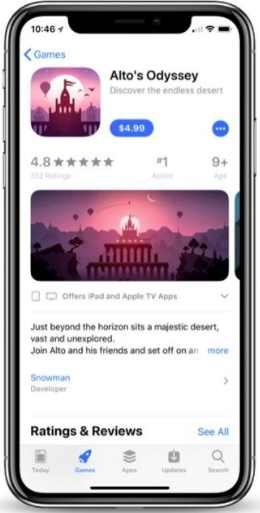 10:46
Games
Alto's Odyssey
Discover the endless desert
$4.99
4.8 #1 9+
352 Ratings Action Age
Offers iPad and Apple TV Apps
Just beyond the horizon sits a majestic desert,
vast and unexplored.
Join Alto and his friends and set off on an more
Snowman
Developer
Ratings & Reviews See All
Today Games Apps Updates Search